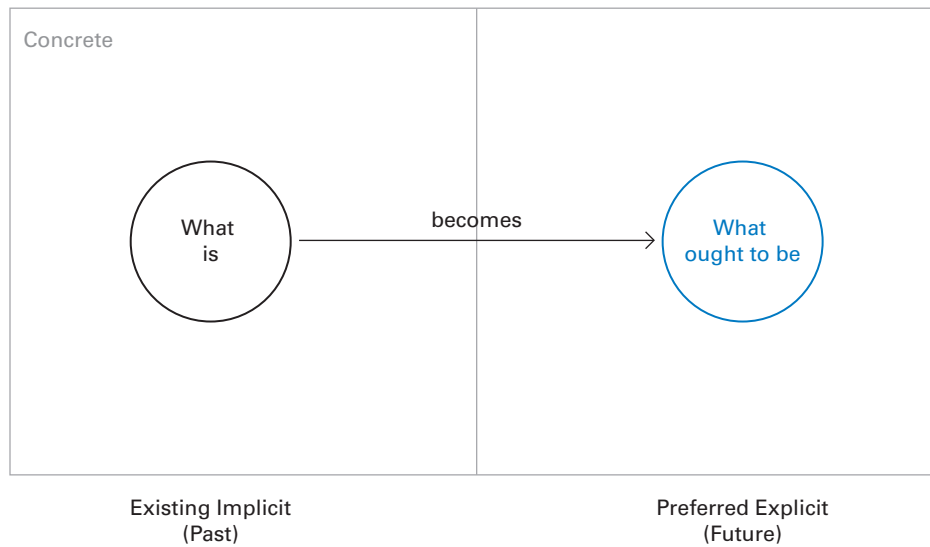 Concrete
What
is
becomes
What
ought to be
Existing Implicit
(Past)
Preferred Explicit
(Future)